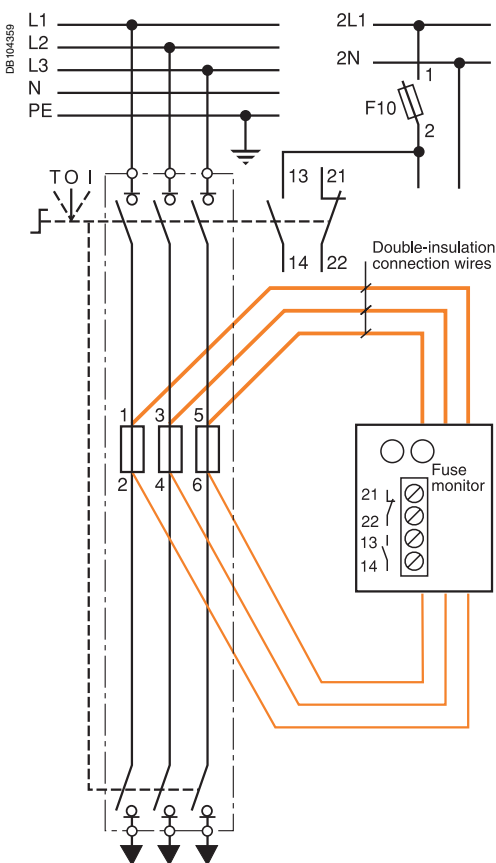 DB104359
L1
L2
L3
N
PE
2L1
2N
1
F10
2
T O I
13 21
14 22
Double-insulation
connection wires
1 3 5
2 4 6
Fuse
monitor
21
22
13
14